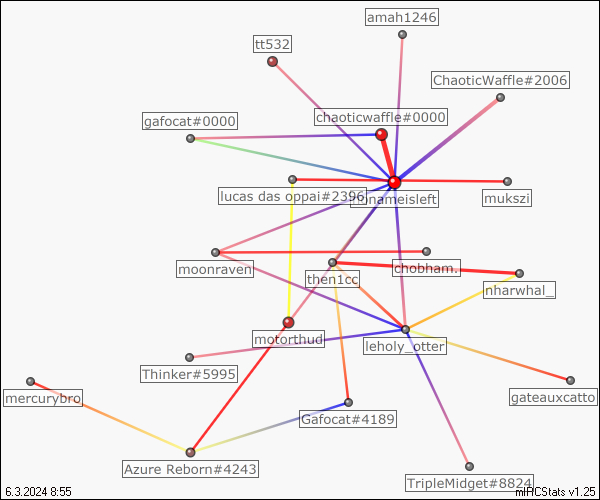 amah1246
tt532
ChaoticWaffle#2006
chaoticwaffle#0000
gafocat#0000
lucas das oppai#2396
nameisleft
mukszi
moonraven
chobham.
then1cc
nharwhal_
motorthud
leholy_otter
Thinker#5995
mercurybro
gateauxcatto
Gafocat#4189
Azure Reborn#4243
TripleMidget#8824
6.3.2024 8:55
mIRCStats v1.25